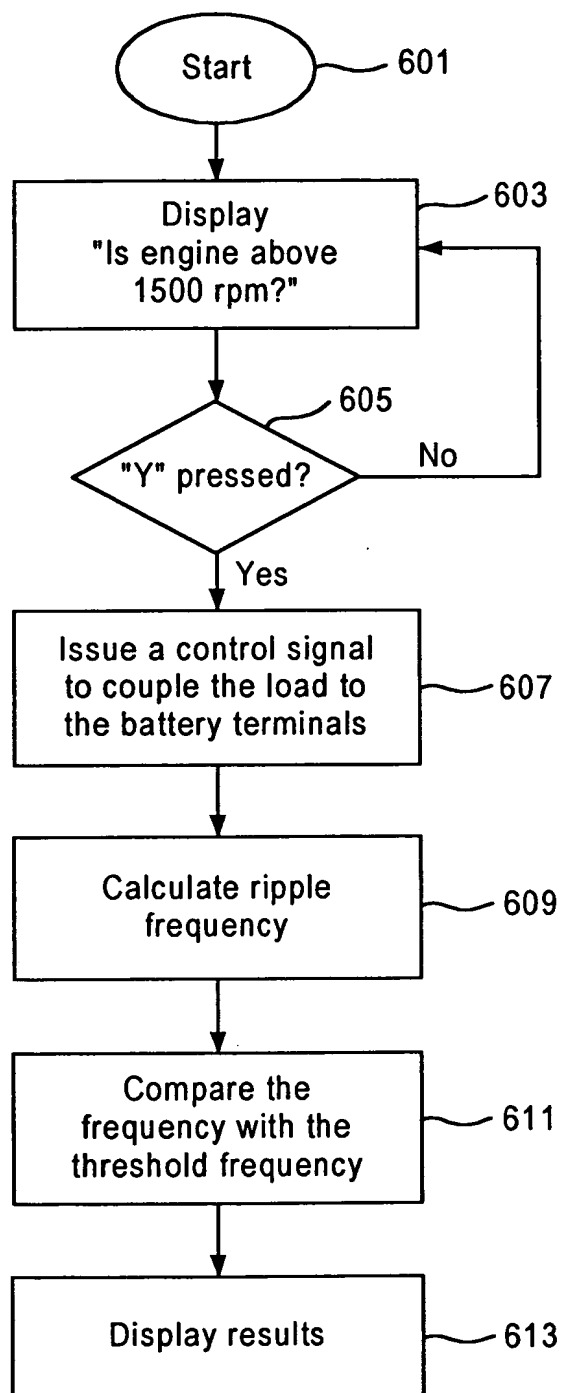 Start
601
Display
"Is engine above
1500 rpm?"
603
"Y" pressed?
605
No
Yes
Issue a control signal
to couple the load to
the battery terminals
607
Calculate ripple
frequency
609
Compare the
frequency with the
threshold frequency
611
Display results
613